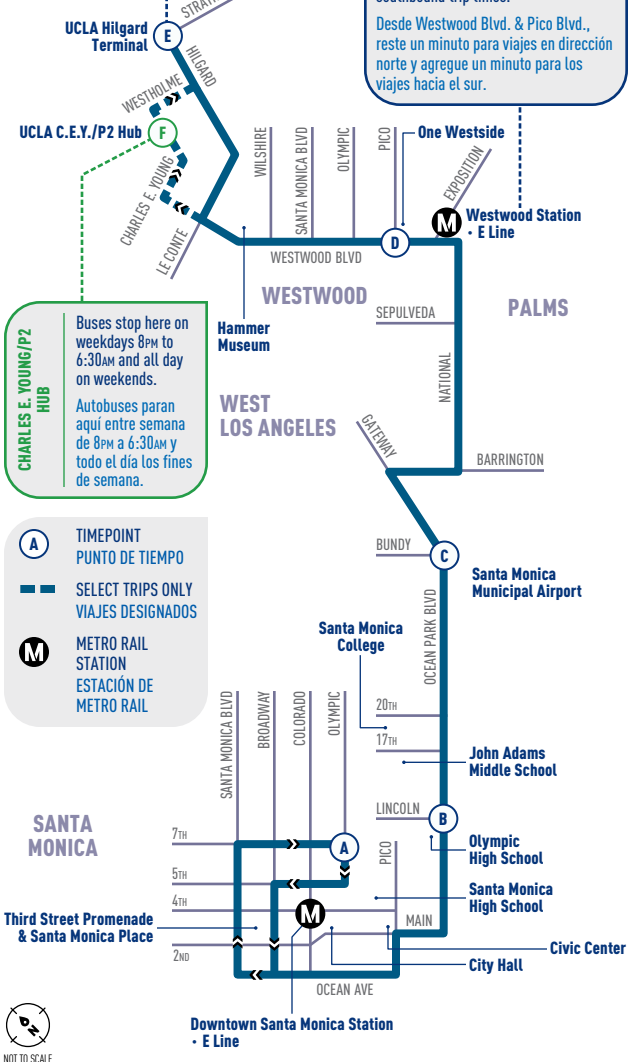 STRATH
southbound trip times.
Desde Westwood Blvd. & Pico Blvd.,
reste un minuto para viajes en dirección
norte y agregue un minuto para los
viajes hacia el sur.
UCLA Hilgard
Terminal
E
HILGARD
WESTHOLME
UCLA C.E.Y./P2 Hub
F
CHARLES E. YOUNG
LE CONTE
WILSHIRE
SANTA MONICA BLVD
OLYMPIC
PICO
One Westside
EXPOSITION
M
Westwood Station
• E Line
D
WESTWOOD BLVD
WESTWOOD
PALMS
Hammer
Museum
SEPULVEDA
NATIONAL
CHARLES E. YOUNG/P2
HUB
Buses stop here on
weekdays 8PM to
6:30AM and all day
on weekends.
Autobuses paran
aquí entre semana
de 8PM a 6:30AM y
todo el día los fines
de semana.
WEST
LOS ANGELES
GATEWAY
BARRINGTON
A
TIMEPOINT
PUNTO DE TIEMPO
SELECT TRIPS ONLY
VIAJES DESIGNADOS
M
METRO RAIL
STATION
ESTACIÓN DE
METRO RAIL
BUNDY
C
Santa Monica
Municipal Airport
OCEAN PARK BLVD
Santa Monica
College
20TH
17TH
John Adams
Middle School
SANTA MONICA BLVD
BROADWAY
COLORADO
OLYMPIC
LINCOLN
B
Olympic
High School
SANTA
MONICA
7TH
A
PICO
5TH
4TH
Santa Monica
High School
M
MAIN
Third Street Promenade
& Santa Monica Place
2ND
Civic Center
City Hall
OCEAN AVE
Downtown Santa Monica Station
• E Line
N
NOT TO SCALE